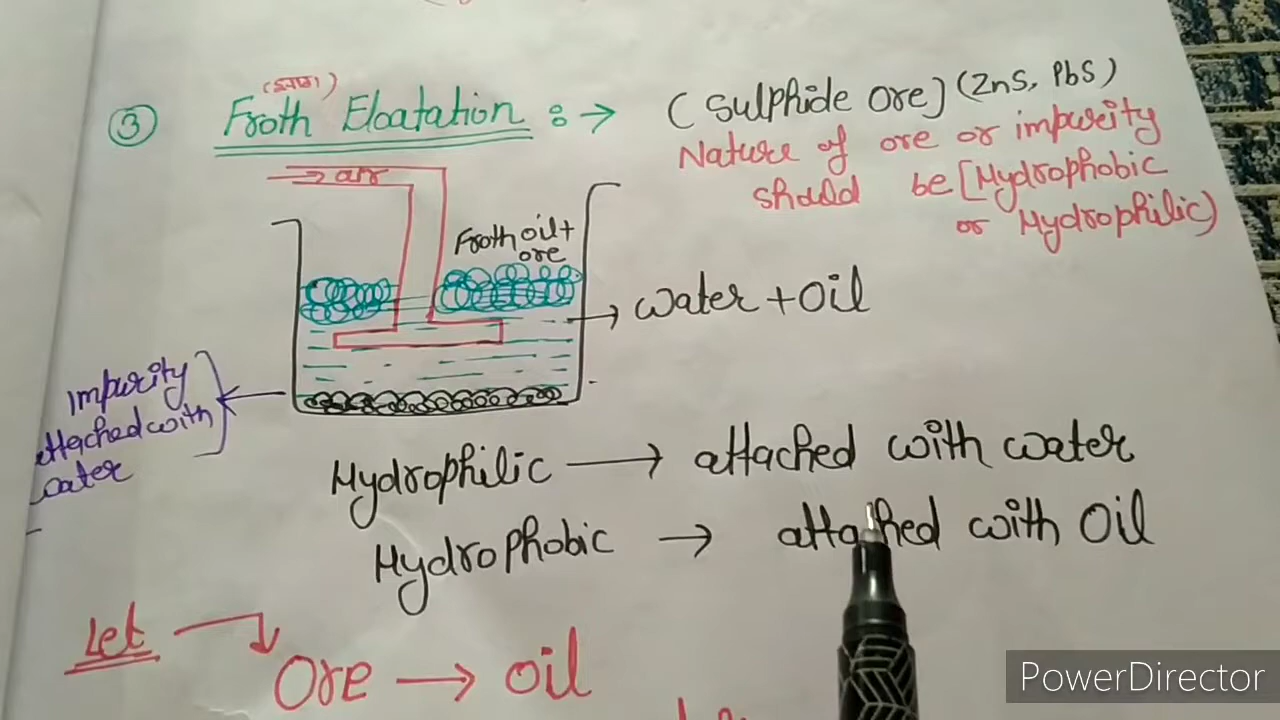 ③ Froth Floatation :→ (Sulphide Ore] (ZnS, PbS)
Nature of ore or impurity
should be [Hydrophobic
or Hydrophilic)
→ air
Froth oil+
ore
→ water + Oil
Impurity
attached with
water
Hydrophilic → attached with water
Hydrophobic → attached with Oil
Let
Ore → oil
PowerDirector